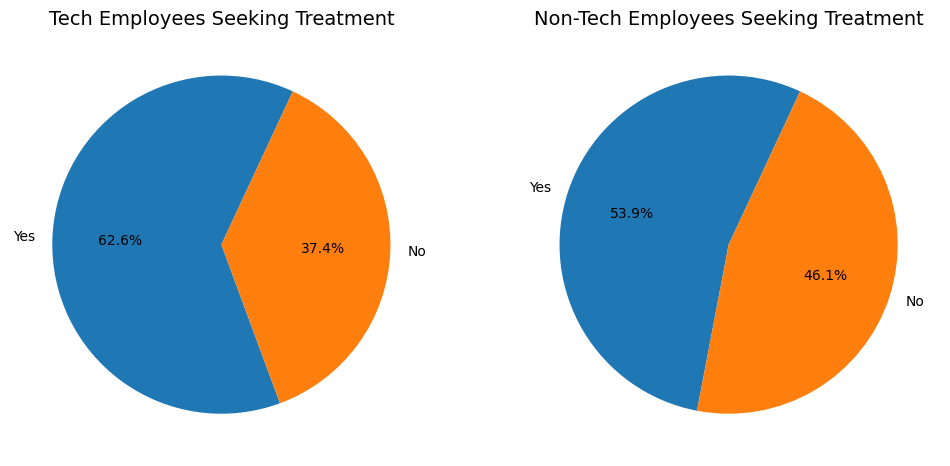 Tech Employees Seeking Treatment
Yes
62.6%
37.4%
No
Non-Tech Employees Seeking Treatment
Yes
53.9%
46.1%
No